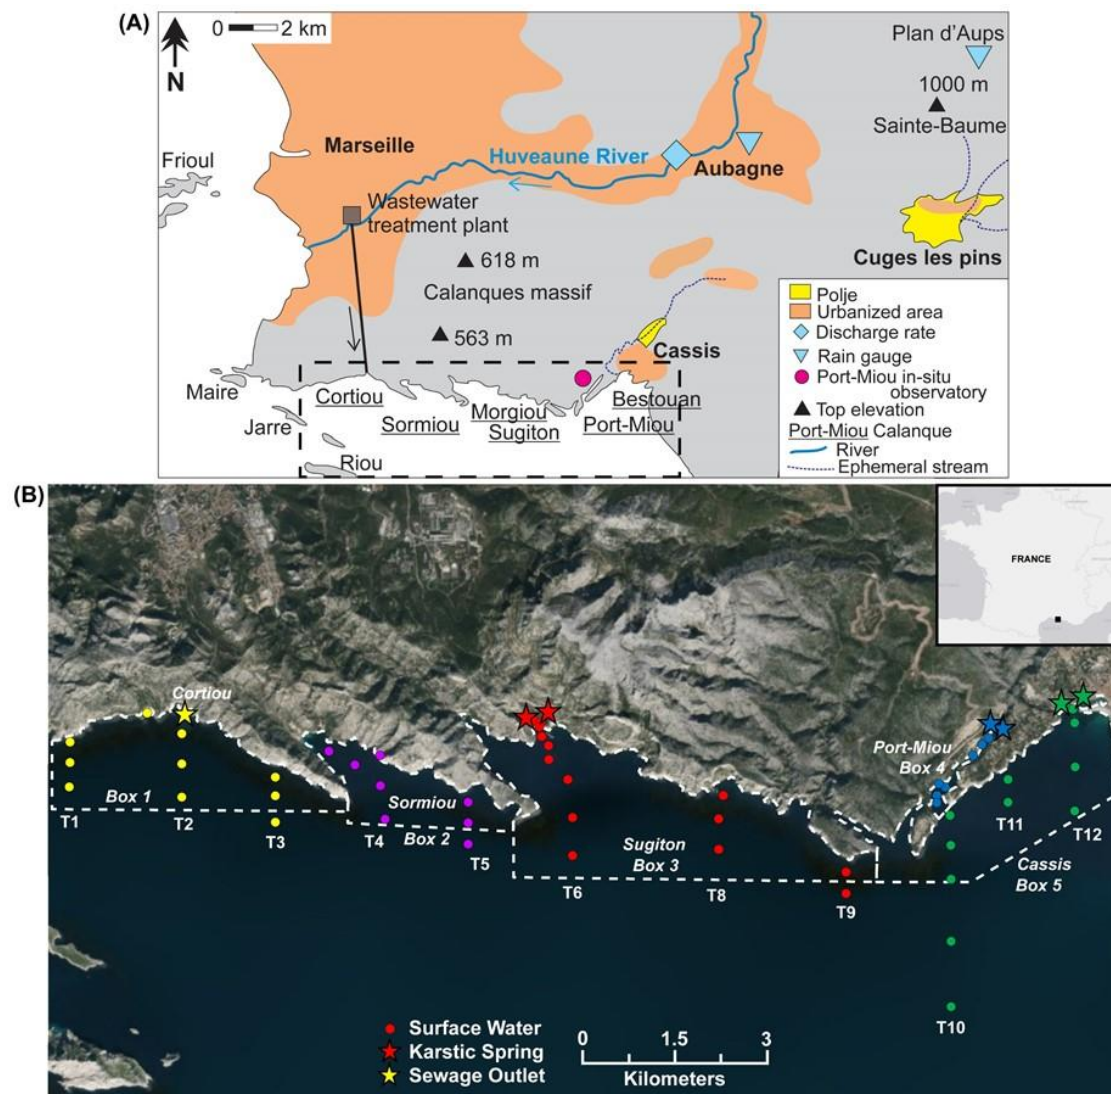 (A)
0 2 km
N
Plan d'Aups
1000 m
Sainte-Baume
Marseille
Frioul
Huveaune River
Aubagne
Wastewater
treatment plant
Cuges les pins
618 m
Calanques massif
563 m
Cassis
Maire
Cortiou
Bestouan
Morgiou
Jarre
Sormiou
Sugiton
Port-Miou
Riou
Polje
Urbanized area
Discharge rate
Rain gauge
Port-Miou in-situ
observatory
Top elevation
Port-Miou Calanque
River
Ephemeral stream
(B)
FRANCE
Cortiou
Port-Miou
Box 4
Box 1
Sormiou
Box 2
Sugiton
Box 3
Cassis
Box 5
T1
T2
T3
T4
T5
T6
T8
T9
T10
T11
T12
Surface Water
Karstic Spring
Sewage Outlet
0 1.5 3
Kilometers